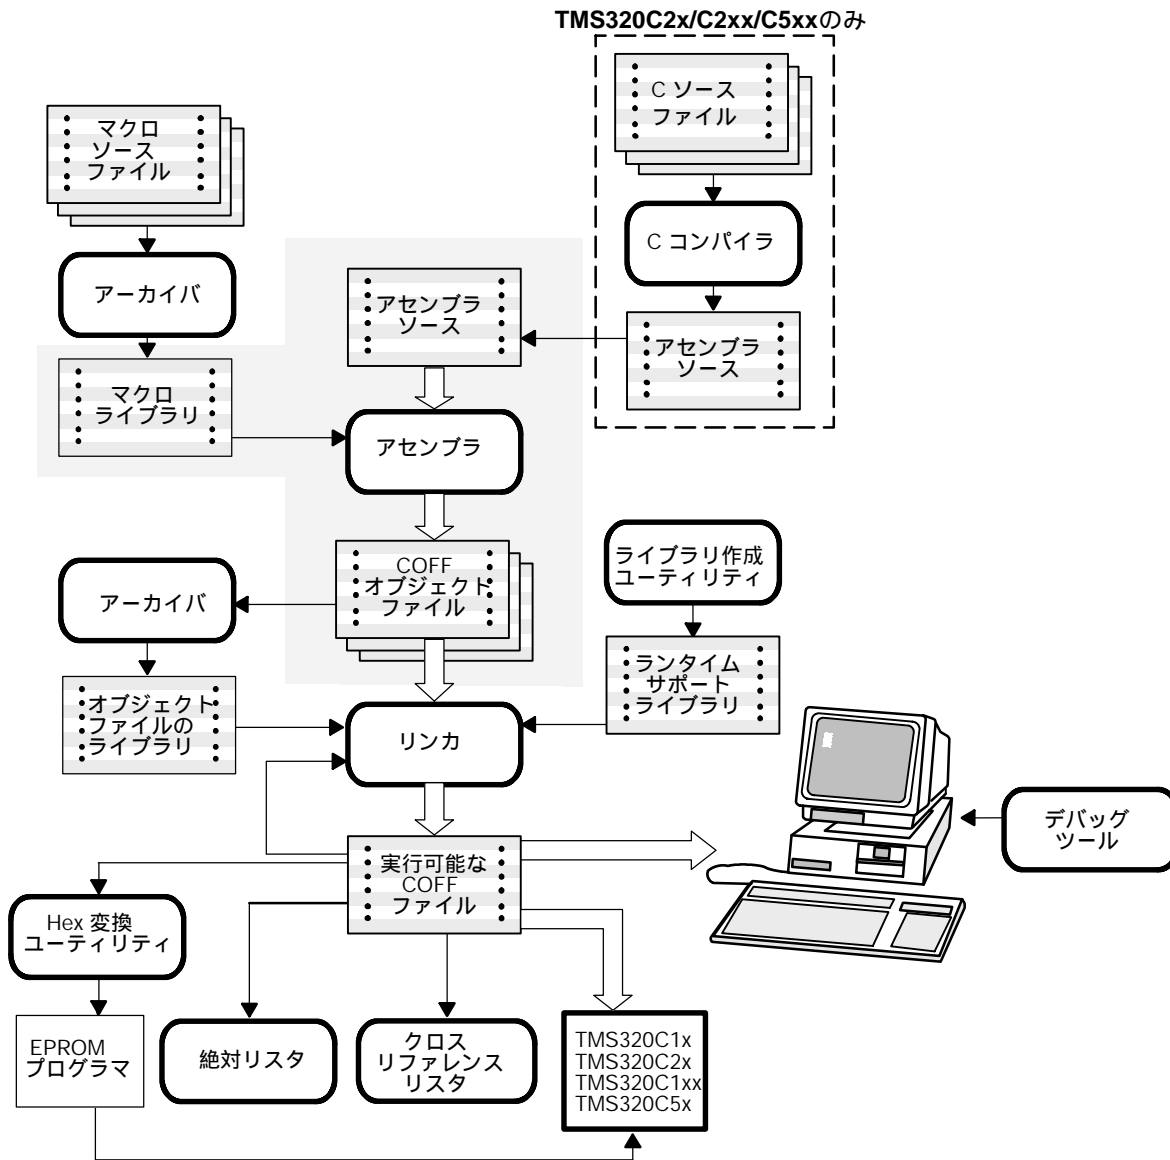 TMS320C2x/C2xx/C5xxのみ
C ソース
ファイル
マクロ
ソース
ファイル
C コンパイラ
アーカイバ
アセンブラ
ソース
アセンブラ
ソース
マクロ
ライブラリ
アセンブラ
COFF
オブジェクト
ファイル
ライブラリ作成
ユーティリティ
アーカイバ
ランタイム
サポート
ライブラリ
オブジェクト
ファイルの
ライブラリ
リンカ
デバッグ
ツール
実行可能な
COFF
ファイル
Hex 変換
ユーティリティ
EPROM
プログラマ
絶対リスタ
クロス
リファレンス
リスタ
TMS320C1x
TMS320C2x
TMS320C1xx
TMS320C5x